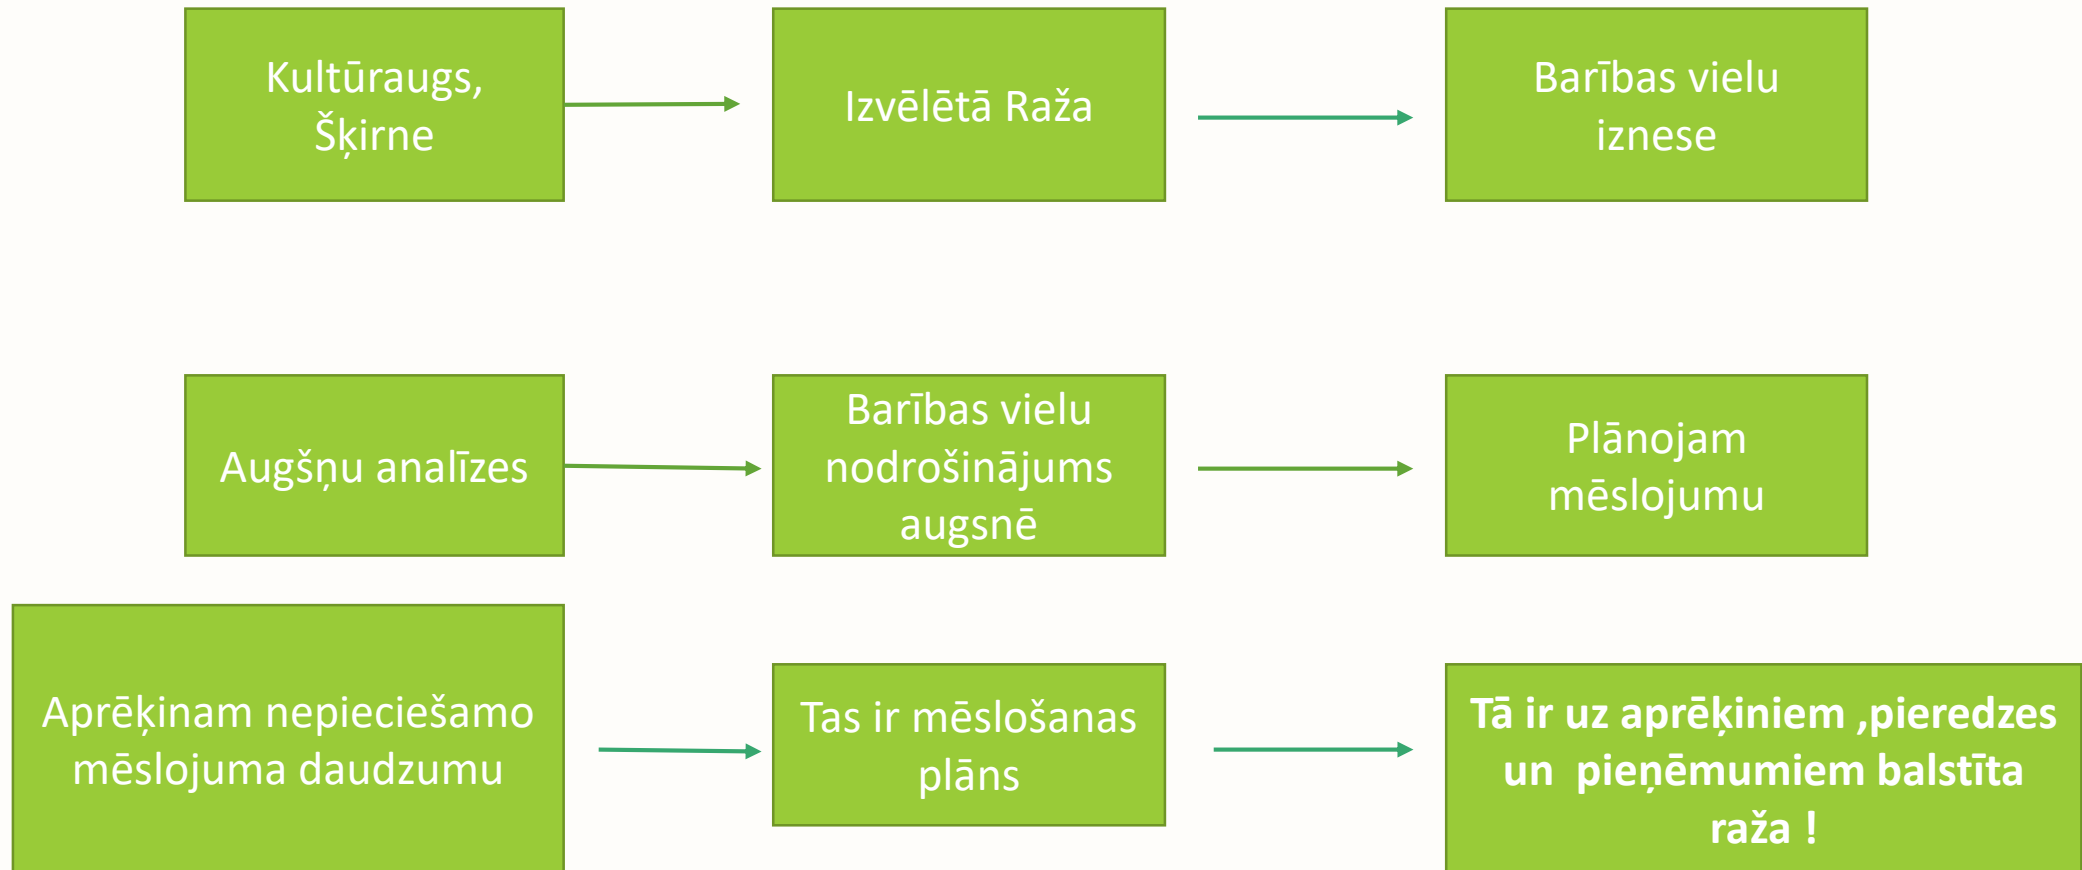 Kultūraugs,
Šķirne
Izvēlētā Raža
Barības vielu
iznese
Augšņu analīzes
Barības vielu
nodrošinājums
augsnē
Plānojam
mēslojumu
Aprēķinam nepieciešamo
mēslojuma daudzumu
Tas ir mēslošanas
plāns
Tā ir uz aprēķiniem ,pieredzes
un  pieņēmumiem balstīta
raža !